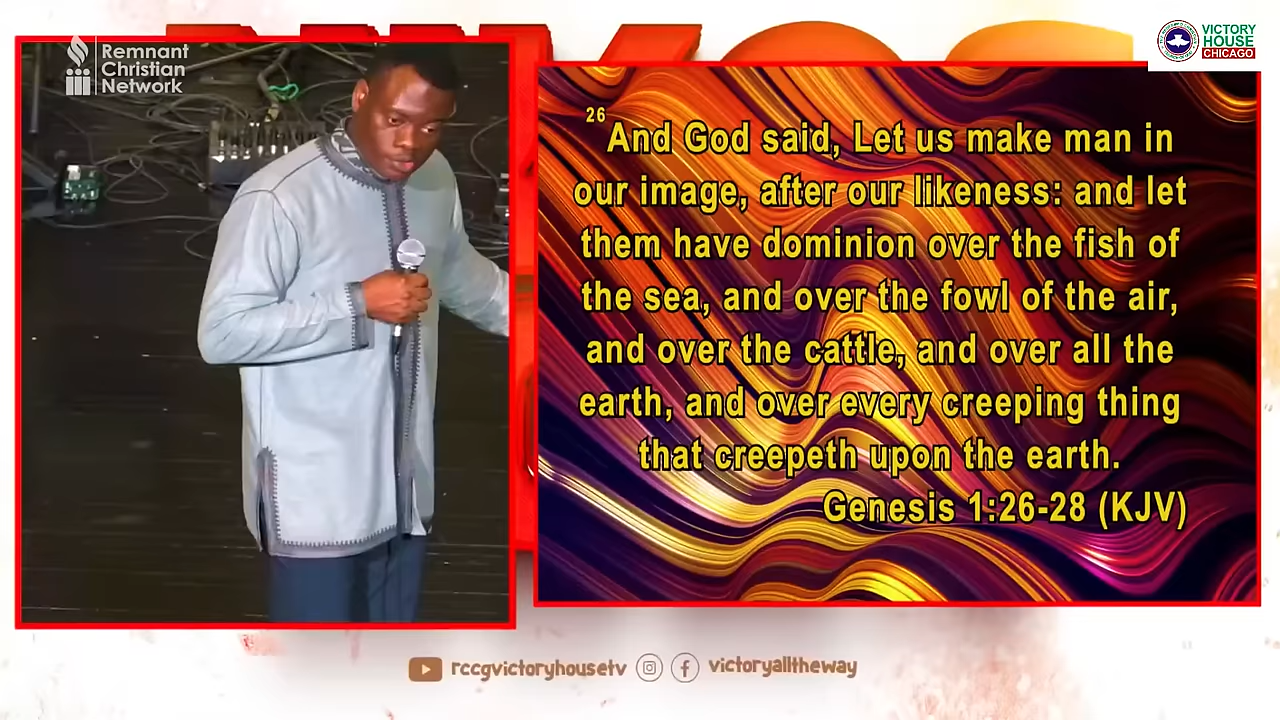 Remnant
Christian
Network
VICTORY
HOUSE
CHICAGO
26
And God said, Let us make man in
our image, after our likeness: and let
them have dominion over the fish of
the sea, and over the fowl of the air,
and over the cattle, and over all the
earth, and over every creeping thing
that creepeth upon the earth.
Genesis 1:26-28 (KJV)
rccgvictoryhousetv
victoryalltheway